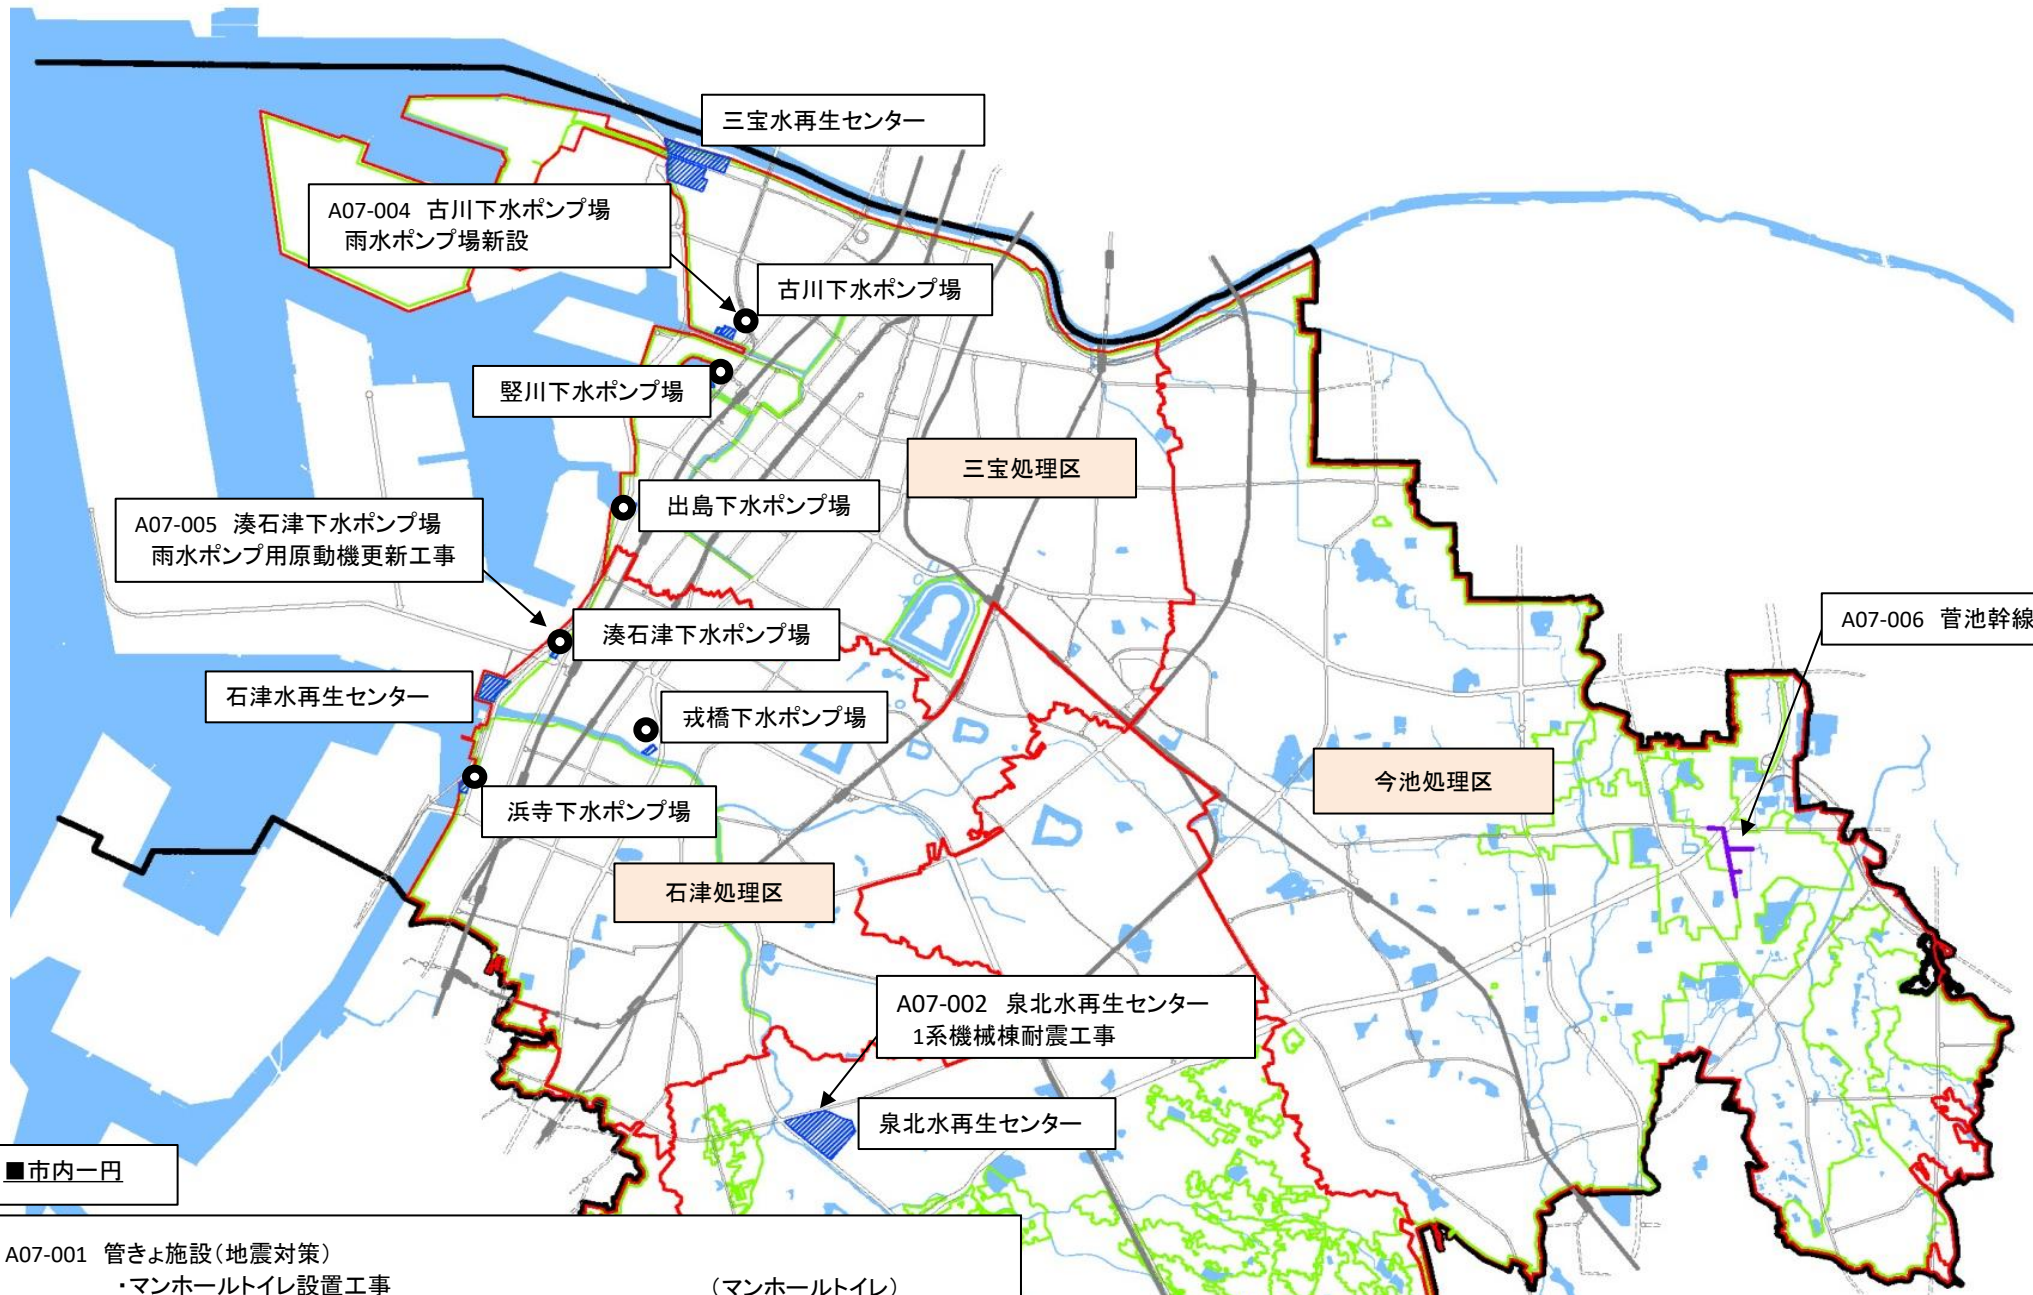 三宝水再生センター
A07-004 古川下水ポンプ場
雨水ポンプ場新設
古川下水ポンプ場
竪川下水ポンプ場
三宝処理区
出島下水ポンプ場
A07-005 湊石津下水ポンプ場
雨水ポンプ用原動機更新工事
湊石津下水ポンプ場
A07-006 菅池幹線
石津水再生センター
戎橋下水ポンプ場
今池処理区
浜寺下水ポンプ場
石津処理区
A07-002 泉北水再生センター
1系機械棟耐震工事
泉北水再生センター
■市内一円
A07-001 管きょ施設(地震対策)
・マンホールトイレ設置工事 (マンホールトイレ)